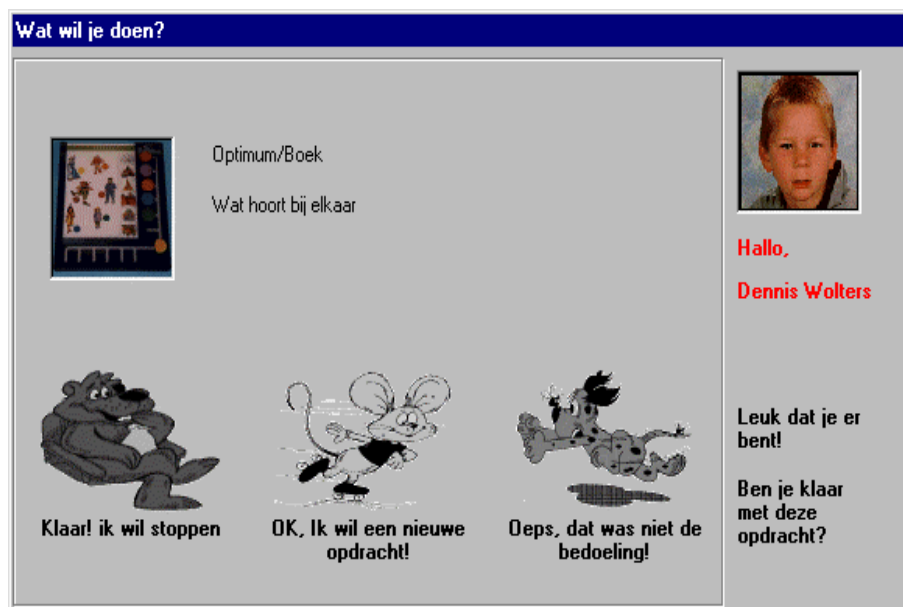 Wat wil je doen?
Optimum/Boek
Wat hoort bij elkaar
Klaar! ik wil stoppen
OK, Ik wil een nieuwe
opdracht!
Oeps, dat was niet de
bedoeling!
Hallo,
Dennis Wolters
Leuk dat je er
bent!
Ben je klaar
met deze
opdracht?